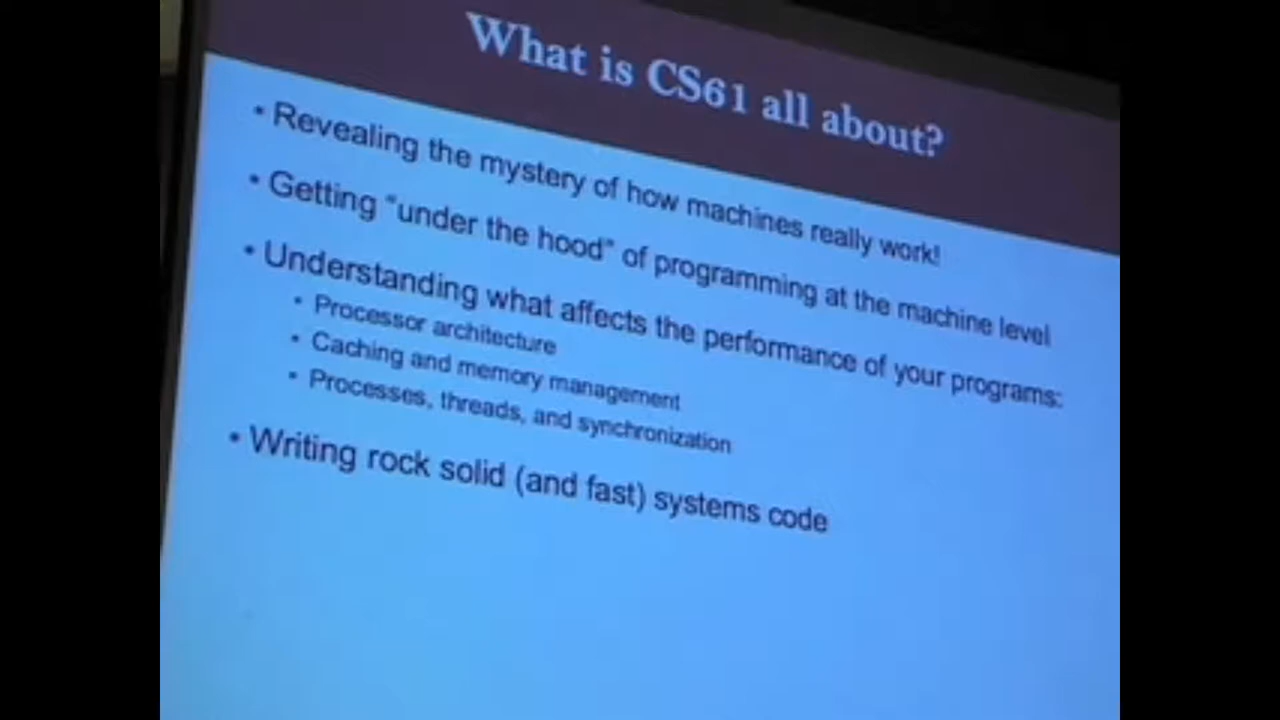 What is CS61 all about?
• Revealing the mystery of how machines really work!
• Getting "under the hood" of programming at the machine level
• Understanding what affects the performance of your programs:
• Processor architecture
• Caching and memory management
• Processes, threads, and synchronization
• Writing rock solid (and fast) systems code